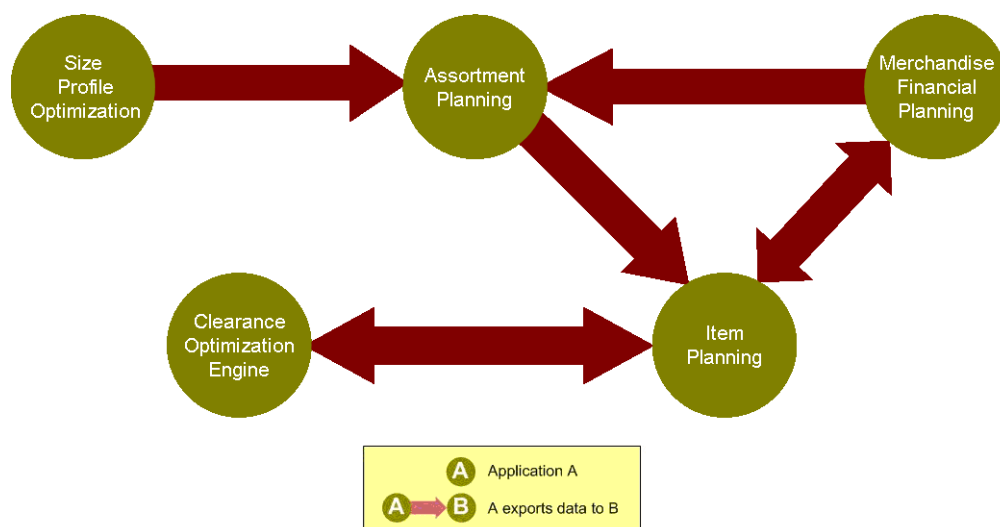 Size
Profile
Optimization
Assortment
Planning
Merchandise
Financial
Planning
Clearance
Optimization
Engine
Item
Planning
A Application A
A B A exports data to B